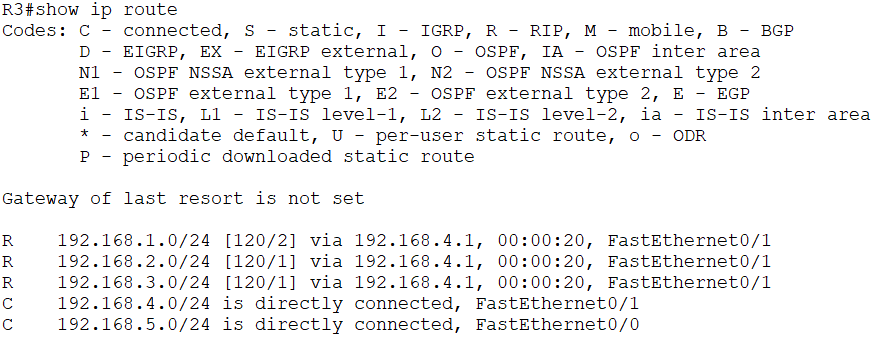 R3#show ip route
Codes: C - connected, S - static, I - IGRP, R - RIP, M - mobile, B - BGP
       D - EIGRP, EX - EIGRP external, O - OSPF, IA - OSPF inter area
       N1 - OSPF NSSA external type 1, N2 - OSPF NSSA external type 2
       E1 - OSPF external type 1, E2 - OSPF external type 2, E - EGP
       i - IS-IS, L1 - IS-IS level-1, L2 - IS-IS level-2, ia - IS-IS inter area
       * - candidate default, U - per-user static route, o - ODR
       P - periodic downloaded static route

Gateway of last resort is not set

R    192.168.1.0/24 [120/2] via 192.168.4.1, 00:00:20, FastEthernet0/1
R    192.168.2.0/24 [120/1] via 192.168.4.1, 00:00:20, FastEthernet0/1
R    192.168.3.0/24 [120/1] via 192.168.4.1, 00:00:20, FastEthernet0/1
C    192.168.4.0/24 is directly connected, FastEthernet0/1
C    192.168.5.0/24 is directly connected, FastEthernet0/0